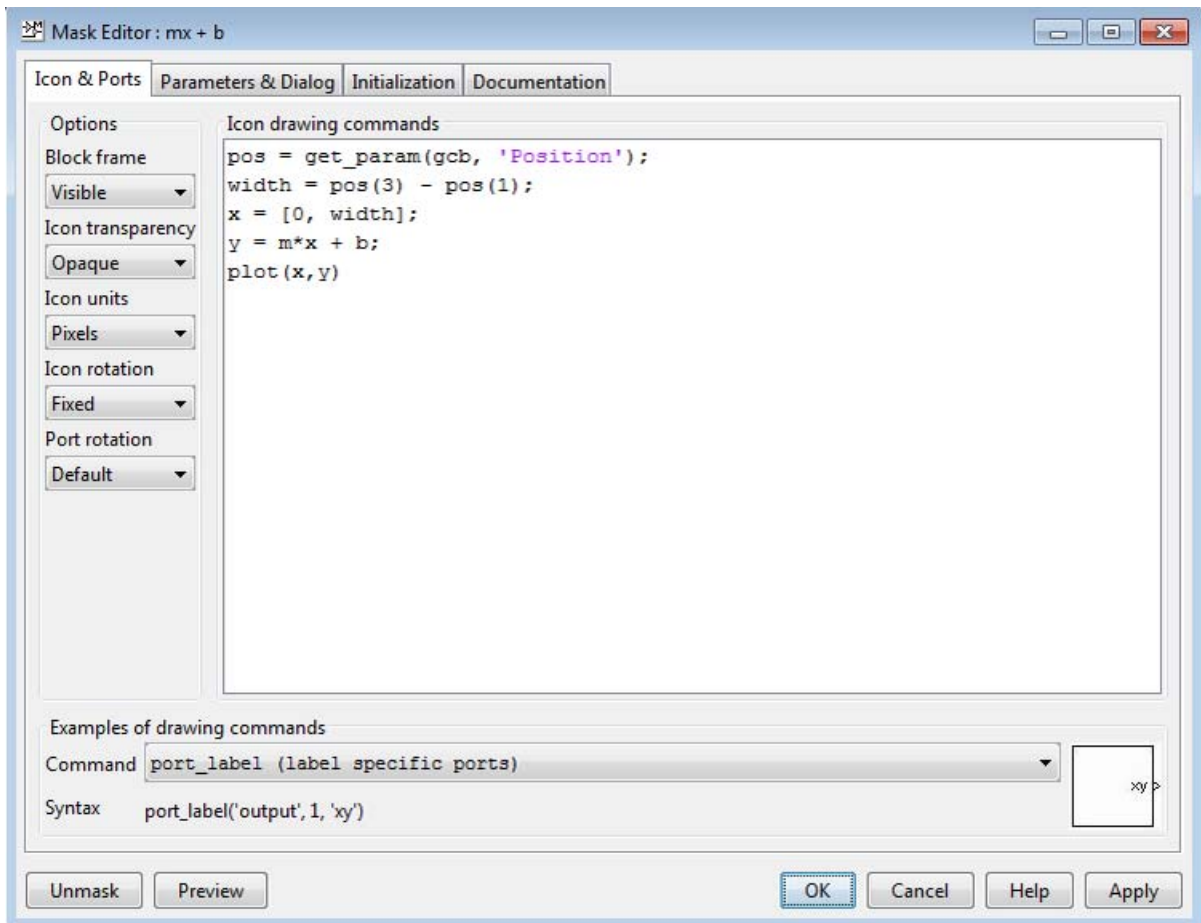 Mask Editor : mx + b
Icon & Ports Parameters & Dialog Initialization Documentation
Options
Block frame
Visible
Icon transparency
Opaque
Icon units
Pixels
Icon rotation
Fixed
Port rotation
Default
Icon drawing commands
pos = get_param(gcb, 'Position');
width = pos(3) - pos(1);
x = [0, width];
y = m*x + b;
plot(x,y)
Examples of drawing commands
Command port_label (label specific ports)
Syntax port_label('output', 1, 'xy')
xy
Unmask Preview OK Cancel Help Apply